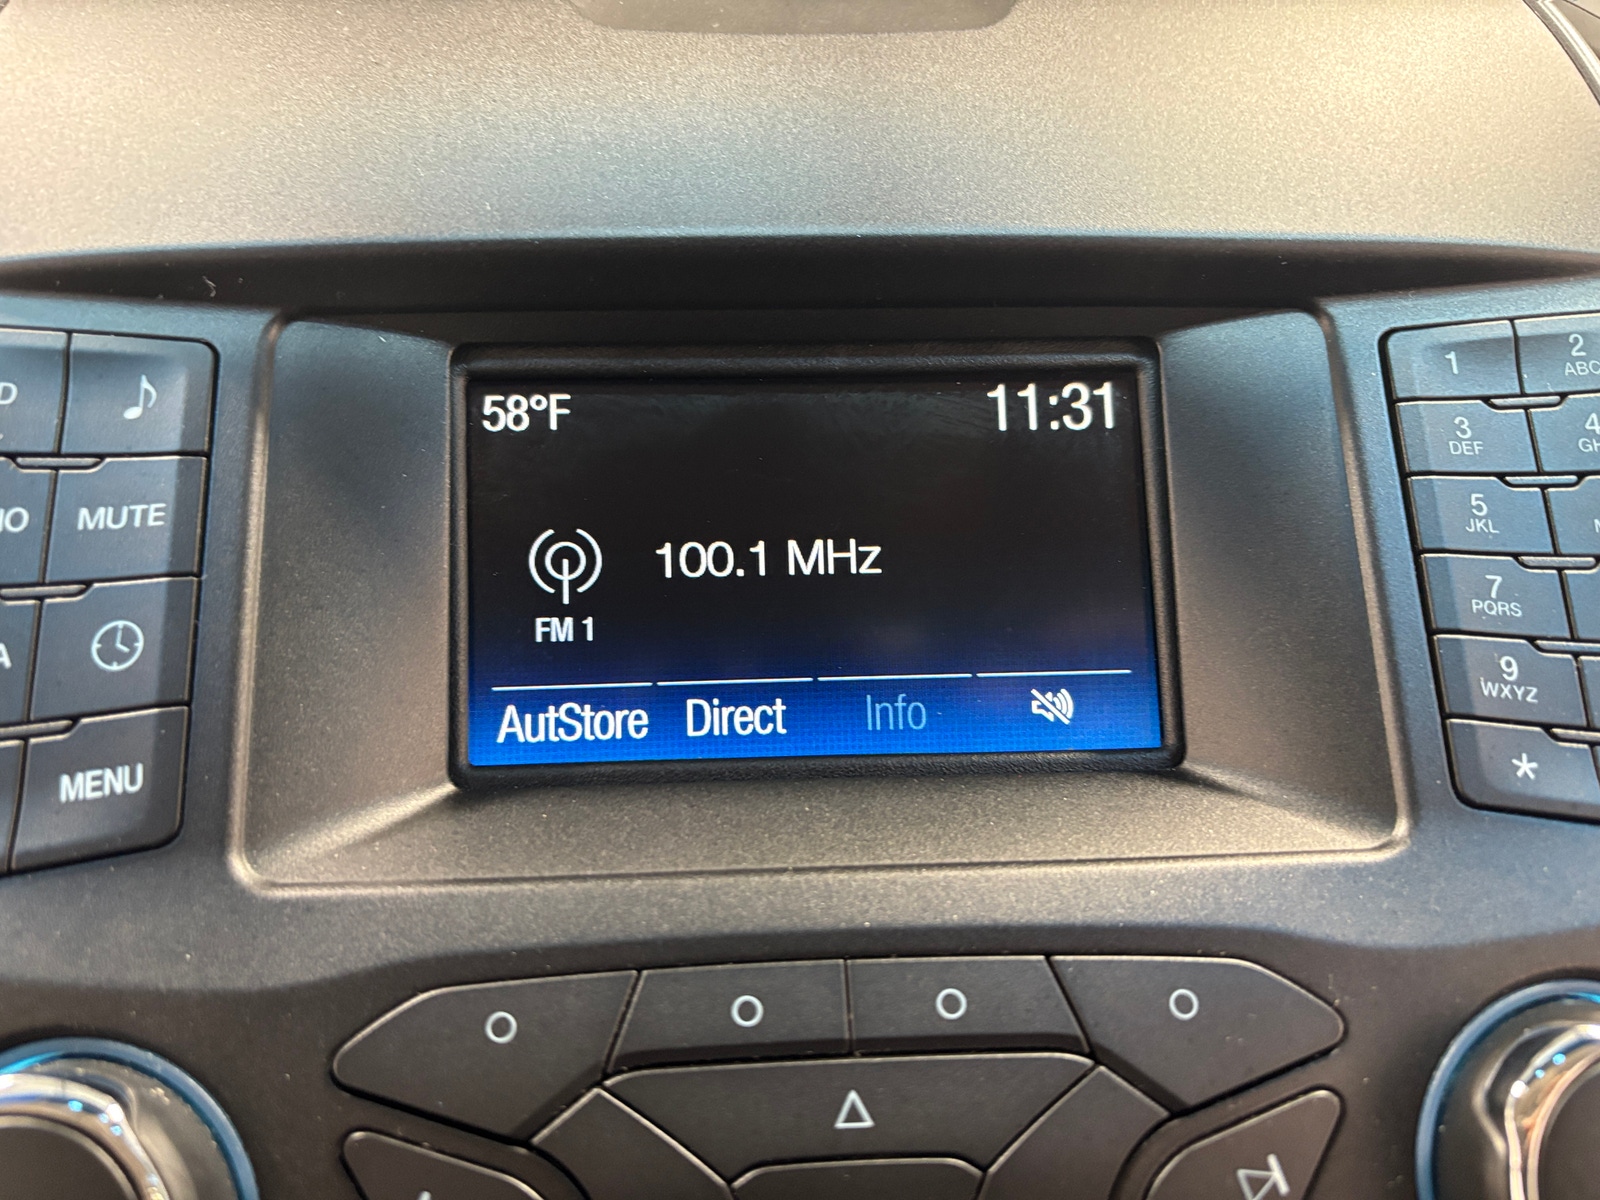 58°F 11:31
100.1 MHz
FM 1
AutStore Direct Info
MUTE
MENU
1
2
ABC
3
DEF
4
5
JKL
7
PQRS
9
WXYZ
*